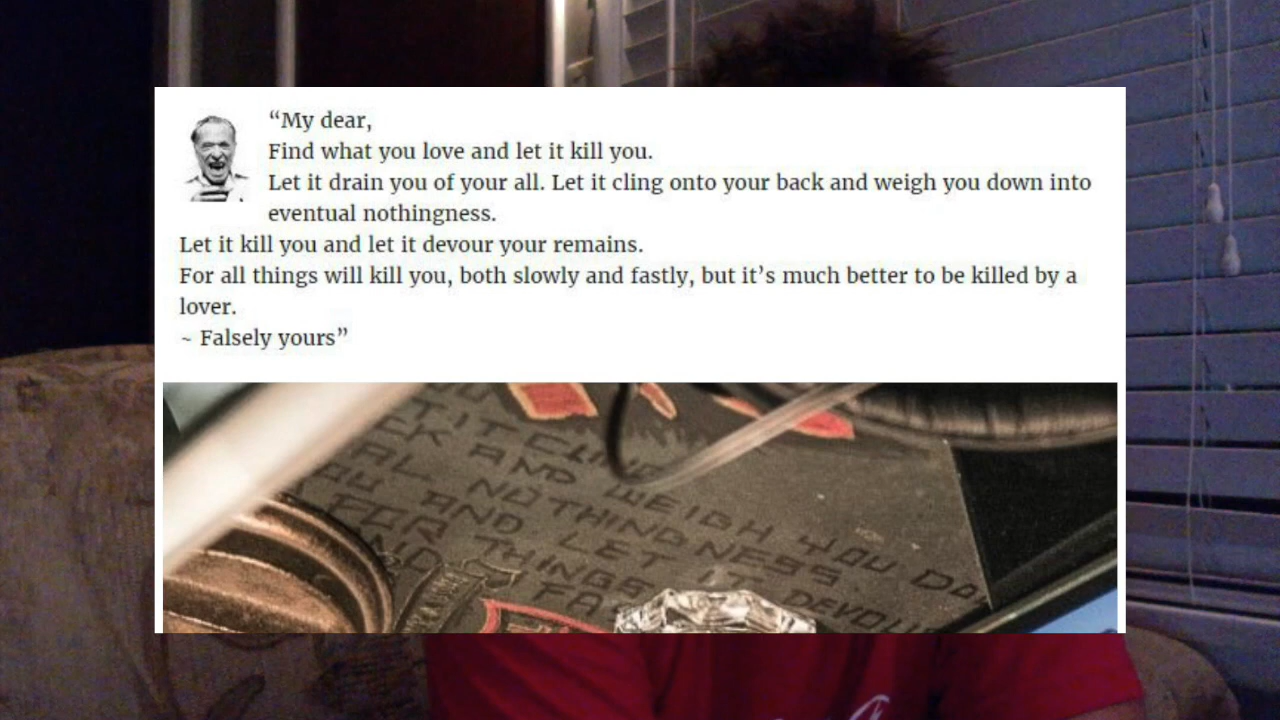 “My dear,
Find what you love and let it kill you.
Let it drain you of your all. Let it cling onto your back and weigh you down into
eventual nothingness.
Let it kill you and let it devour your remains.
For all things will kill you, both slowly and fastly, but it’s much better to be killed by a
lover.
~ Falsely yours”
IT CLING
AND WEIGH YOU DO
NOTHINGNESS
AND LET IT DEVOU
FOR THINGS
FA